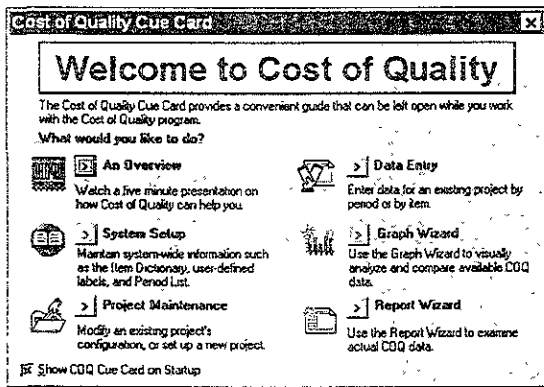 Cost of Quality Cue Card
Welcome to Cost of Quality
The Cost of Quality Cue Card provides a convenient guide that can be left open while you work
with the Cost of Quality program.
What would you like to do?
An Overview
Watch a five minute presentation on
how Cost of Quality can help you.
System Setup
Maintain system-wide information such
as the Item Dictionary, user-defined
labels, and Period List.
Project Maintenance
Modify an existing project's
configuration, or set up a new project.
Data Entry
Enter data for an existing project by
period or by item.
Graph Wizard
Use the Graph Wizard to visually
analyze and compare available COQ
data.
Report Wizard
Use the Report Wizard to examine
actual COQ data.
Show COQ Cue Card on Startup